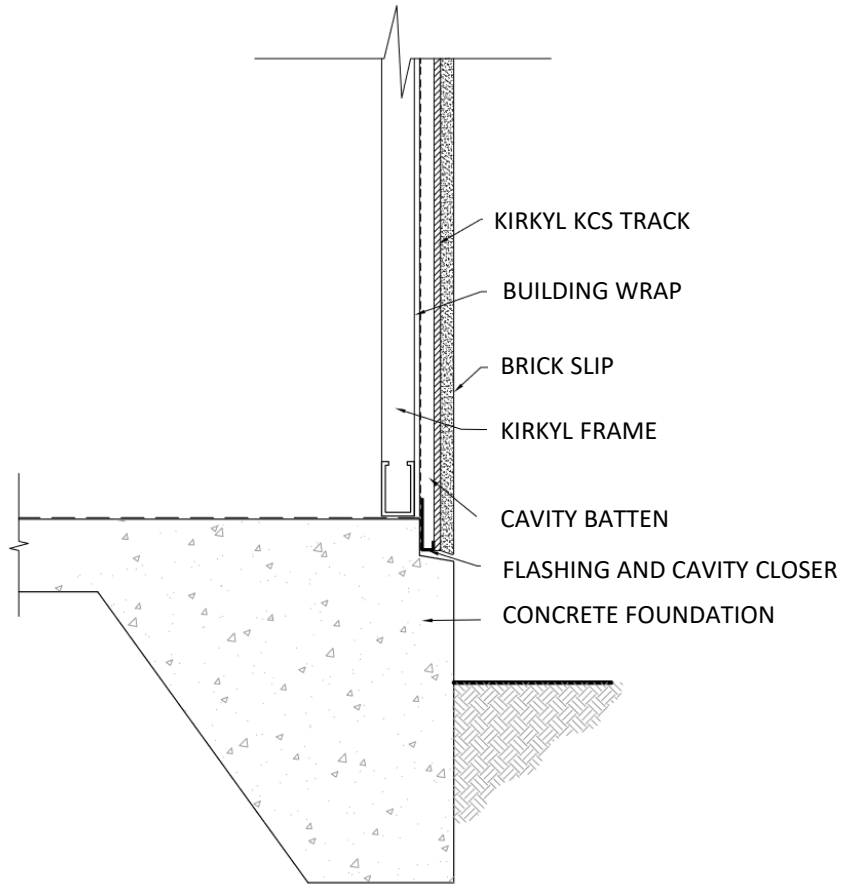 KIRKYL KCS TRACK
BUILDING WRAP
BRICK SLIP
KIRKYL FRAME
CAVITY BATTEN
FLASHING AND CAVITY CLOSER
CONCRETE FOUNDATION